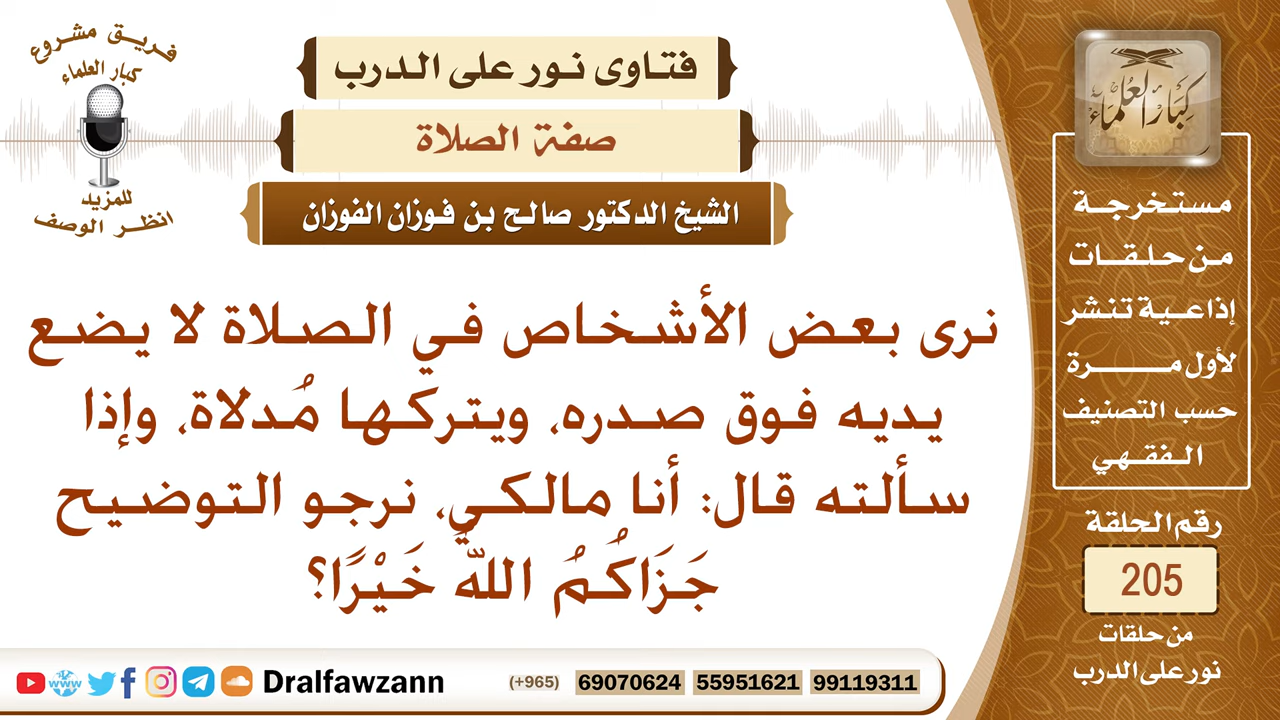 فريق مشروع
كبار العلماء
للمزيد
انظر الوصف
فتاوى نور على الدرب
صفة الصلاة
الشيخ الدكتور صالح بن فوزان الفوزان
نرى بعض الأشخاص في الصلاة لا يضع
يديه فوق صدره، ويتركها مُدلاة، وإذا
سألته قال: أنا مالكي، نرجو التوضيح
جَزَاكُمُ اللهُ خَيْرًا؟
كبار العلماء
مستخرجة
من حلقات
إذاعية تنشر
لأول مرة
حسب التصنيف
الفقهي
رقم الحلقة
205
من حلقات
نور على الدرب
www
Dralfawzann
(+965) 69070624 55951621 99119311